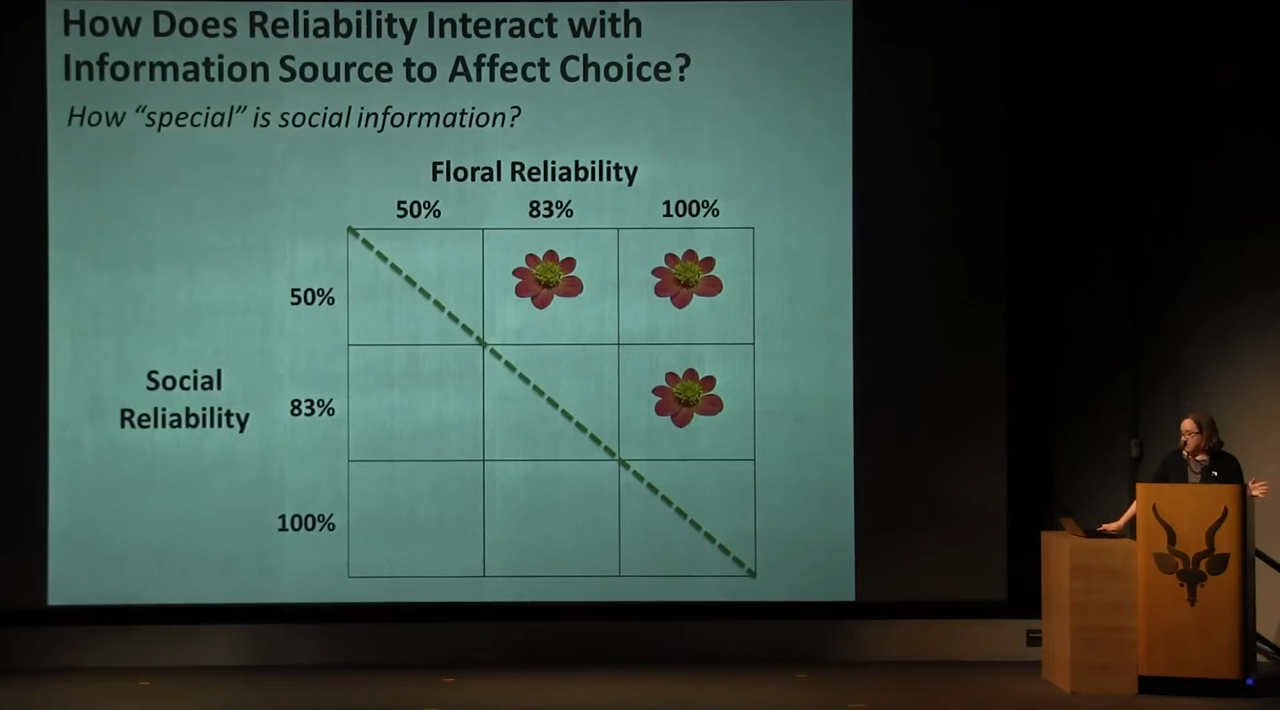 How Does Reliability Interact with
Information Source to Affect Choice?
How “special” is social information?
Floral Reliability
50% 83% 100%
50%
Social
Reliability
83%
100%